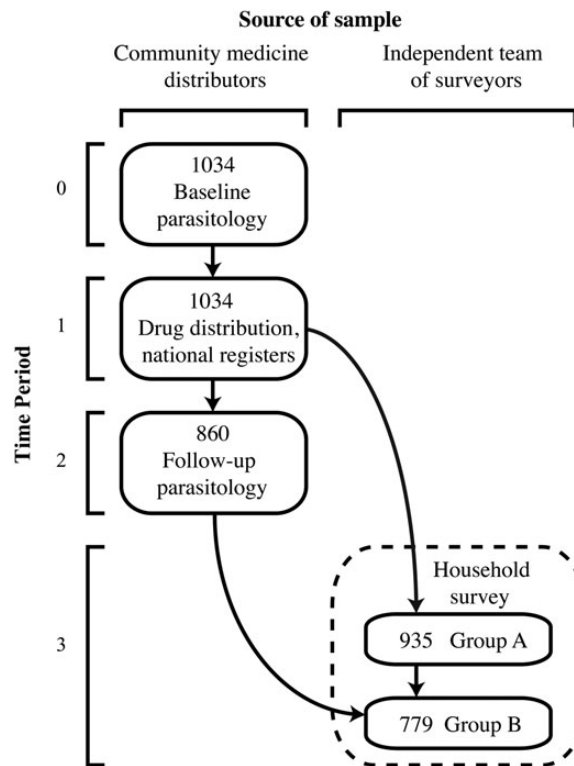 Source of sample
Community medicine
distributors
Independent team
of surveyors
Time Period
0
1034
Baseline
parasitology
1
1034
Drug distribution,
national registers
2
860
Follow-up
parasitology
3
Household
survey
935 Group A
779 Group B